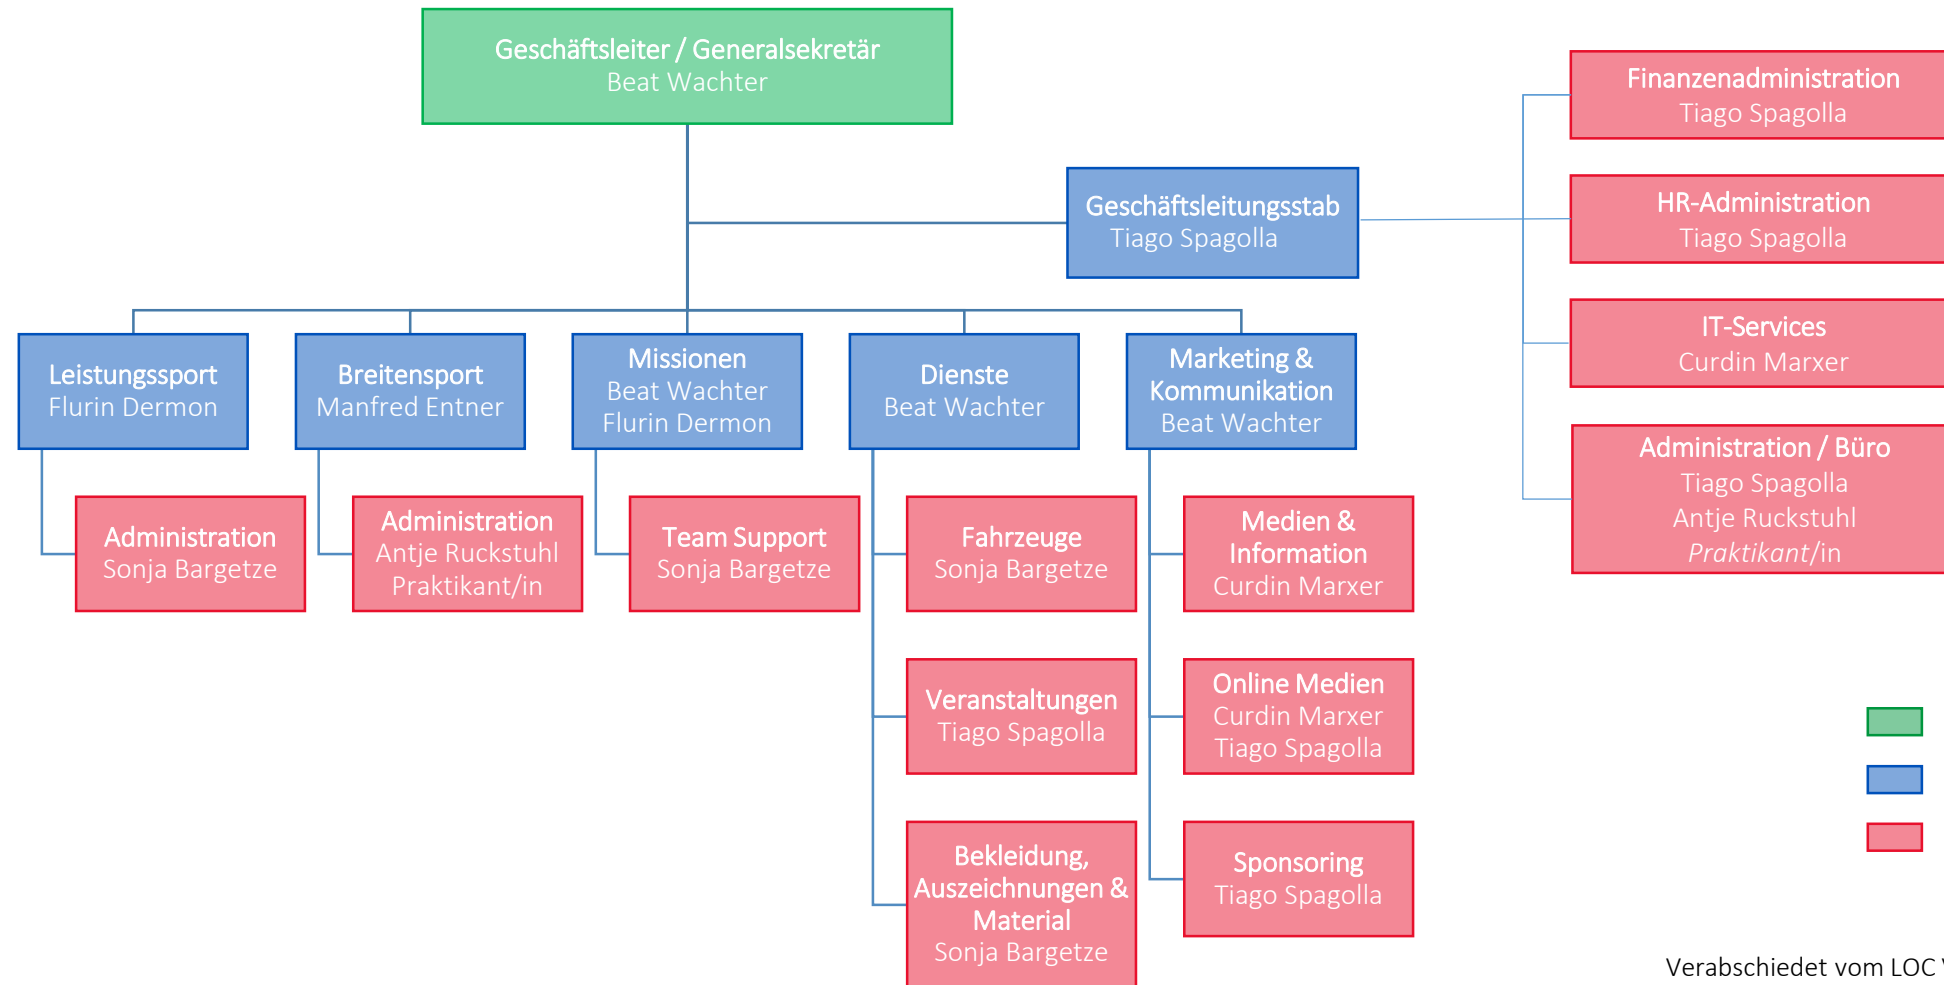 Geschäftsleiter / Generalsekretär
Beat Wachter
Geschäftsleitungsstab
Tiago Spagolla
Finanzenadministration
Tiago Spagolla
HR-Administration
Tiago Spagolla
IT-Services
Curdin Marxer
Administration / Büro
Tiago Spagolla
Antje Ruckstuhl
Praktikant/in
Leistungssport
Flurin Dermon
Breitensport
Manfred Entner
Missionen
Beat Wachter
Flurin Dermon
Dienste
Beat Wachter
Marketing &
Kommunikation
Beat Wachter
Administration
Sonja Bargetze
Administration
Antje Ruckstuhl
Praktikant/in
Team Support
Sonja Bargetze
Fahrzeuge
Sonja Bargetze
Veranstaltungen
Tiago Spagolla
Bekleidung,
Auszeichnungen &
Material
Sonja Bargetze
Medien &
Information
Curdin Marxer
Online Medien
Curdin Marxer
Tiago Spagolla
Sponsoring
Tiago Spagolla
Verabschiedet vom LOC